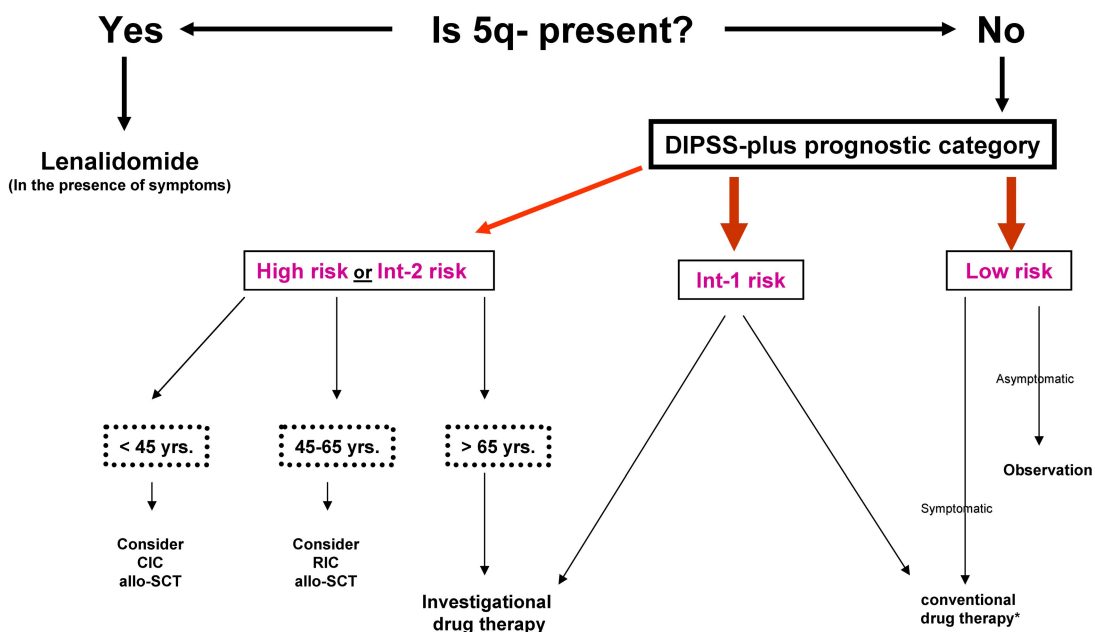 Yes
Is 5q- present?
No
Lenalidomide
(In the presence of symptoms)
DIPSS-plus prognostic category
High risk or Int-2 risk
Int-1 risk
Low risk
Asymptomatic
< 45 yrs.
45-65 yrs.
> 65 yrs.
Observation
Symptomatic
Consider
CIC
allo-SCT
Consider
RIC
allo-SCT
Investigational
drug therapy
conventional
drug therapy*